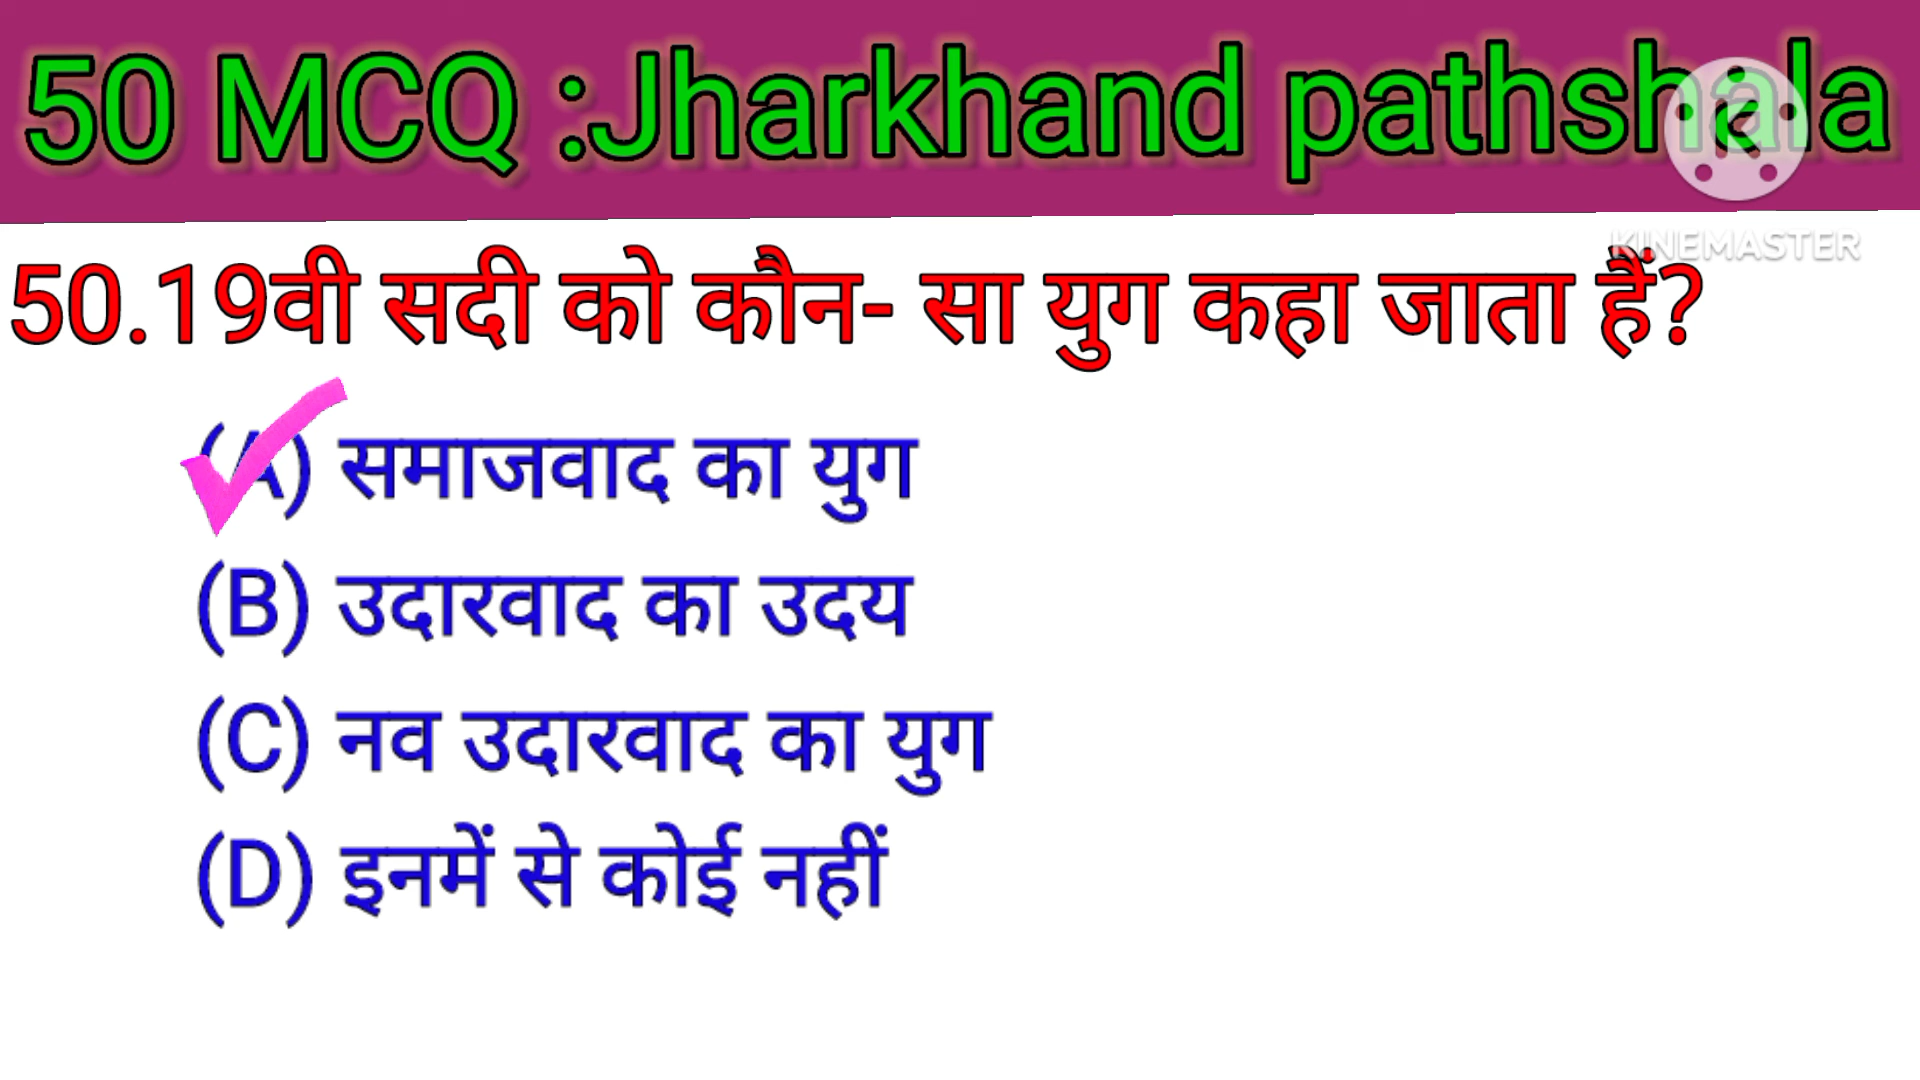 50 MCQ :Jharkhand pathshala
KINEMASTER
50.19वी सदी को कौन- सा युग कहा जाता हैं?
(A) समाजवाद का युग
(B) उदारवाद का उदय
(C) नव उदारवाद का युग
(D) इनमें से कोई नहीं